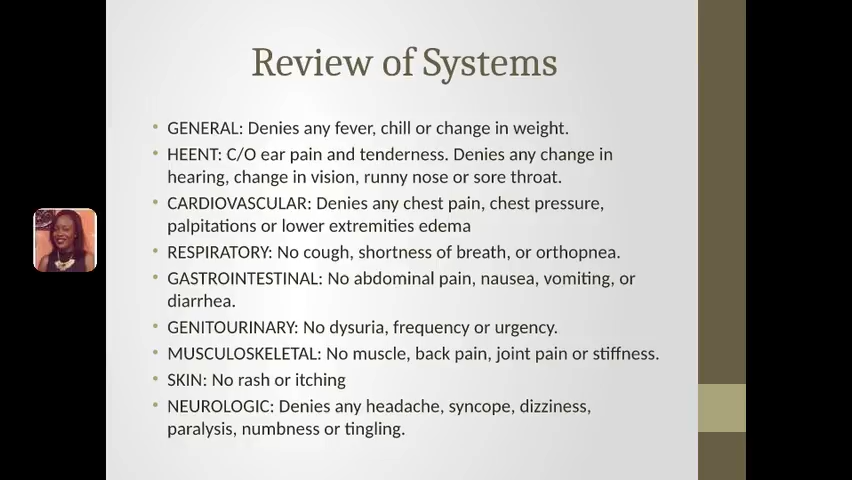 Review of Systems
• GENERAL: Denies any fever, chill or change in weight.
• HEENT: C/O ear pain and tenderness. Denies any change in
hearing, change in vision, runny nose or sore throat.
• CARDIOVASCULAR: Denies any chest pain, chest pressure,
palpitations or lower extremities edema
• RESPIRATORY: No cough, shortness of breath, or orthopnea.
• GASTROINTESTINAL: No abdominal pain, nausea, vomiting, or
diarrhea.
• GENITOURINARY: No dysuria, frequency or urgency.
• MUSCULOSKELETAL: No muscle, back pain, joint pain or stiffness.
• SKIN: No rash or itching
• NEUROLOGIC: Denies any headache, syncope, dizziness,
paralysis, numbness or tingling.